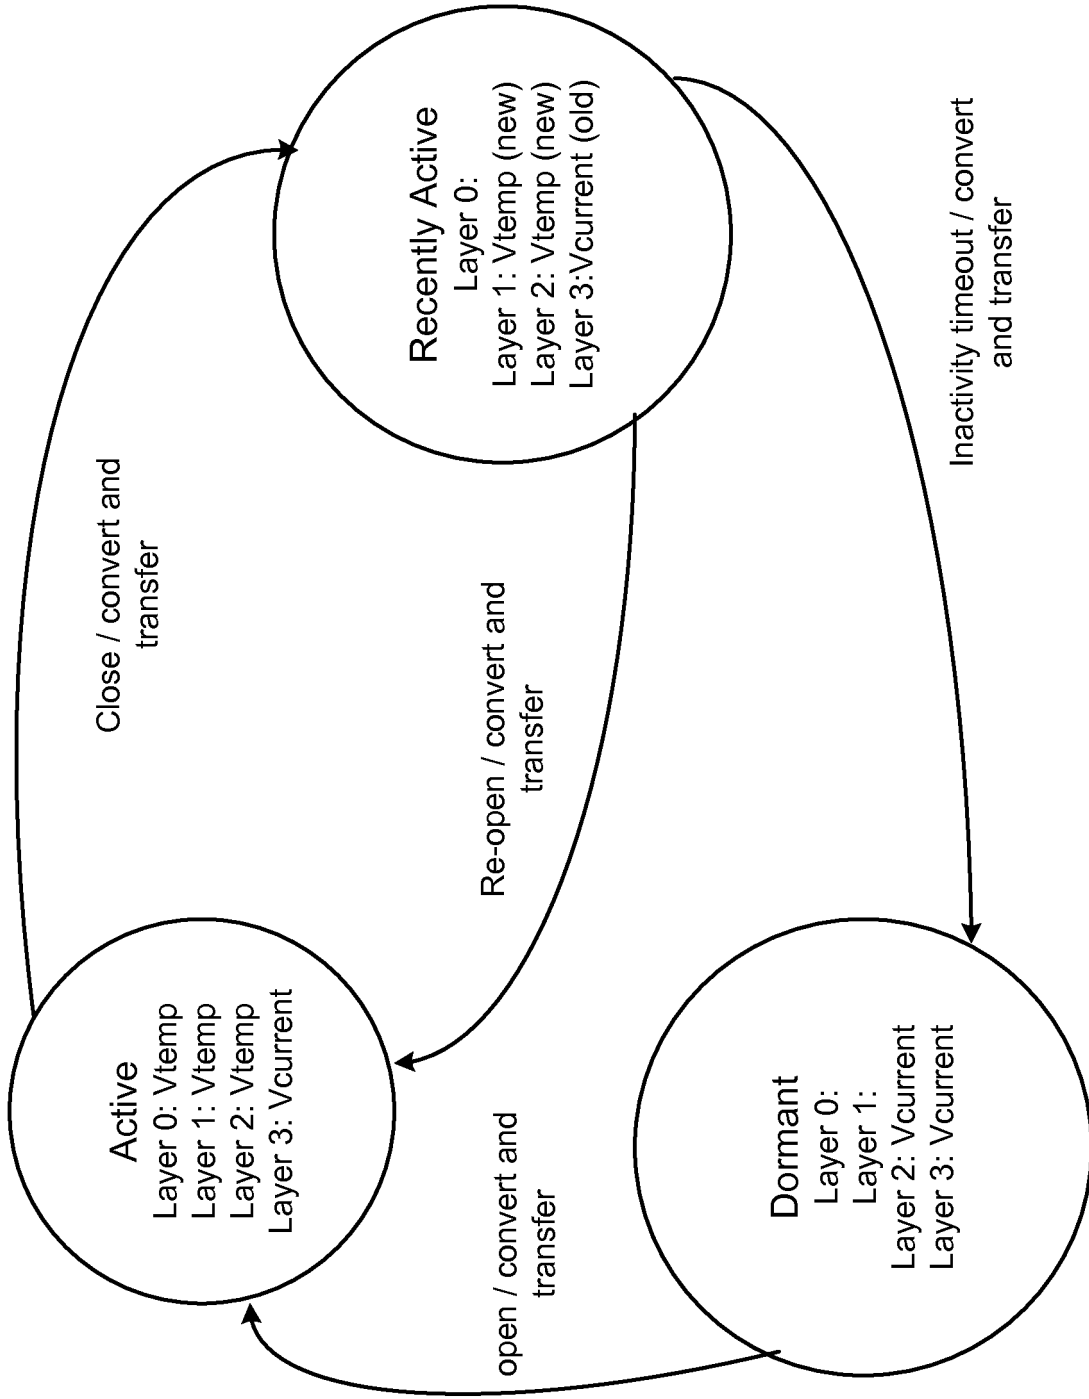 Active
Layer 0: Vtemp
Layer 1: Vtemp
Layer 2: Vtemp
Layer 3: Vcurrent
Close / convert and
transfer
Recently Active
Layer 0:
Layer 1: Vtemp (new)
Layer 2: Vtemp (new)
Layer 3:Vcurrent (old)
open / convert and
transfer
Re-open / convert and
transfer
Dormant
Layer 0:
Layer 1:
Layer 2: Vcurrent
Layer 3: Vcurrent
Inactivity timeout / convert
and transfer